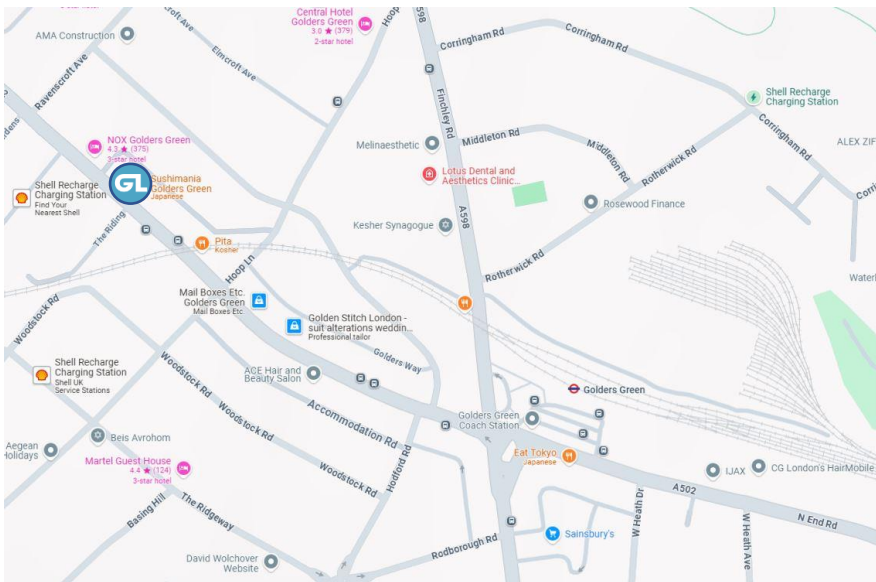 Central Hotel
Golders Green
3.0 ★ (379)
2-star hotel
Hoop
A598
AMA Construction
Elmcroft Ave
Ravenscroft Ave
Corringham Rd
Corringham Rd
Finchley Rd
Shell Recharge
Charging Station
Corringham Rd
ALEX ZIF
NOX Golders Green
4.3 ★ (375)
3-star hotel
Melinaesthetic
Middleton Rd
Middleton Rd
Rotherwick Rd
Lotus Dental and
Aesthetics Clinic...
GL
Sushimania
Golders Green
Japanese
Shell Recharge
Charging Station
Find Your
Nearest Shell
The Riding
Corri
Rosewood Finance
A598
Kesher Synagogue
Pita
Kosher
Hoop Ln
Rotherwick Rd
Waterl
Mail Boxes Etc.
Golders Green
Mail Boxes Etc
Woodstock Rd
Golden Stitch London -
suit alterations weddin...
Professional tailor
Golders Way
Shell Recharge
Charging Station
Shell UK
Service Stations
Woodstock Rd
ACE Hair and
Beauty Salon
Golders Green
Woodstock Rd
Accommodation Rd
Golders Green
Coach Station
Aegean
Holidays
Beis Avrohom
Eat Tokyo
Japanese
Martel Guest House
4.4 ★ (124)
3-star hotel
Woodstock Rd
Hodford Rd
IJAX
CG London's HairMobile
A502
N End Rd
Basing Hill
The Ridgeway
W Heath Dr
W Heath Ave
Sainsbury's
Rodborough Rd
David Wolchover
Website